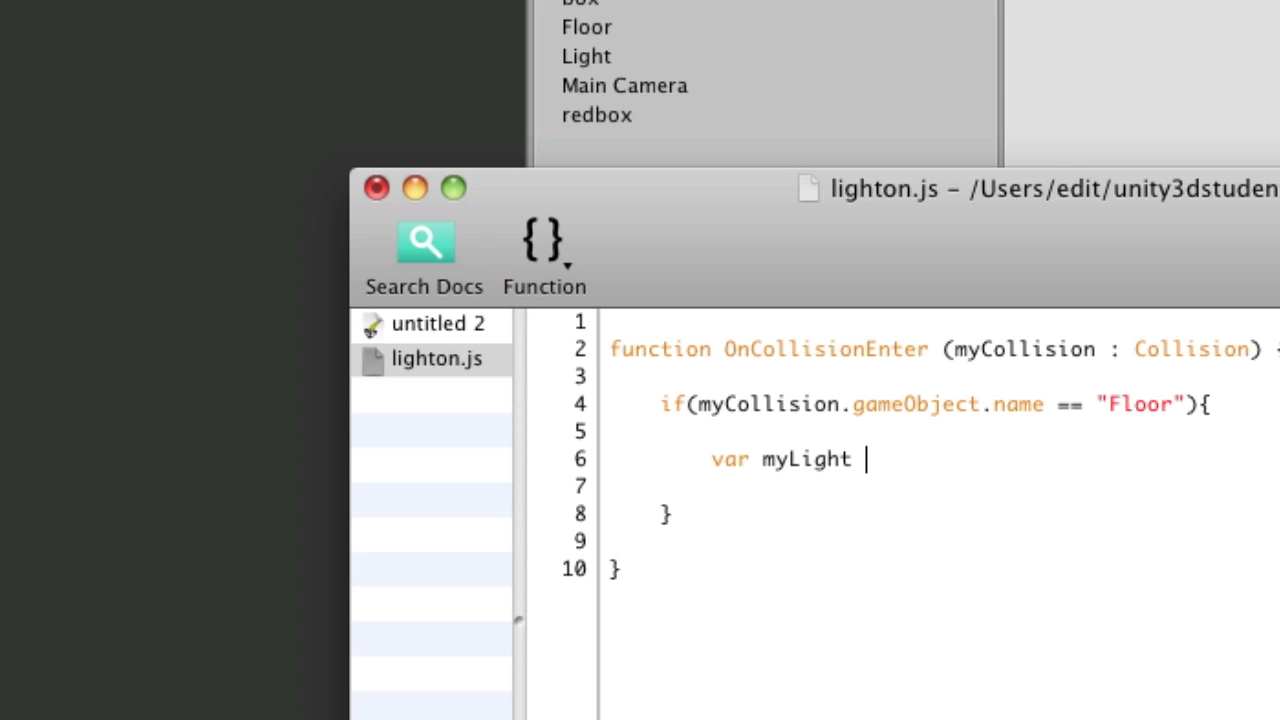 box
Floor
Light
Main Camera
redbox
lighton.js – /Users/edit/unity3dstuden
Search Docs
Function
untitled 2
lighton.js
1
2 function OnCollisionEnter (myCollision : Collision) {
3
4 if(myCollision.gameObject.name == "Floor"){
5
6 var myLight
7
8 }
9
10 }